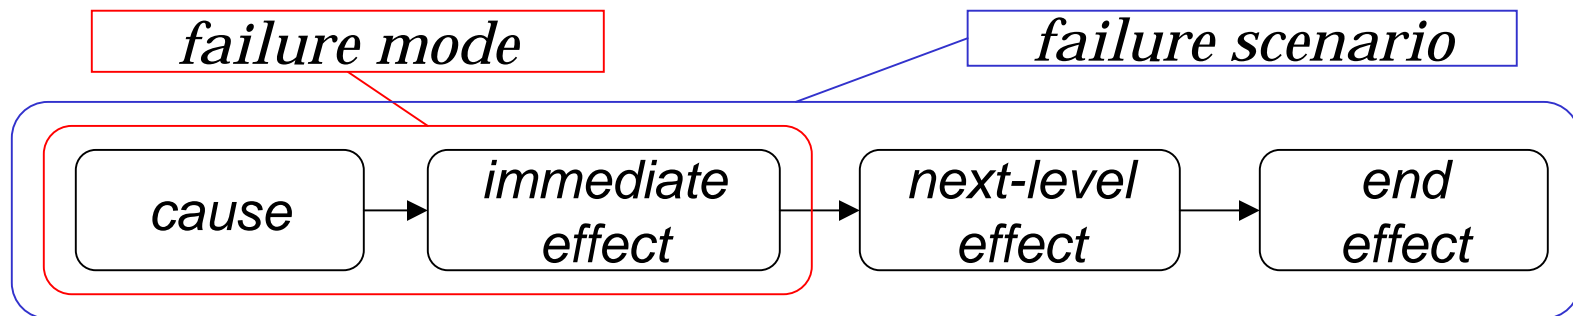 failure mode
failure scenario
cause
immediate
effect
next-level
effect
end
effect